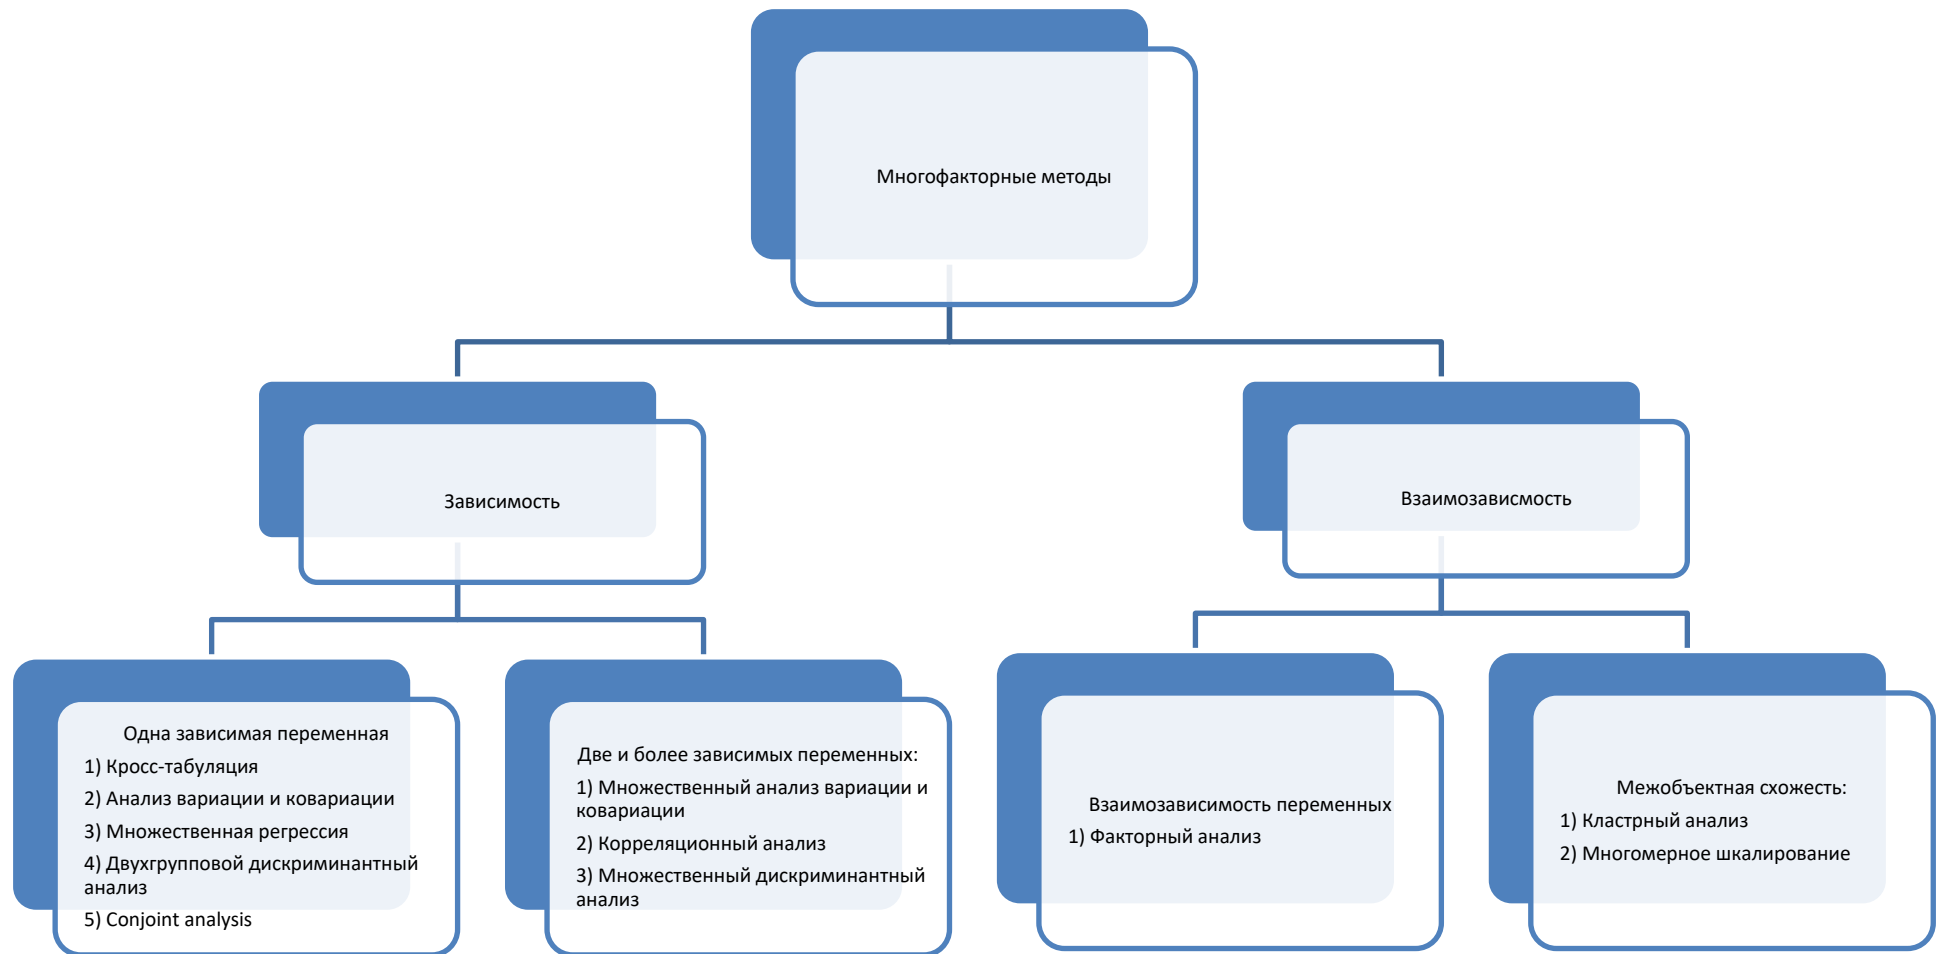 Многофакторные методы
Зависимость
Взаимозависмость
Одна зависимая переменная
1) Кросс-табуляция
2) Анализ вариации и ковариации
3) Множественная регрессия
4) Двухгрупповой дискриминантный
анализ
5) Conjoint analysis
Две и более зависимых переменных:
1) Множественный анализ вариации и
ковариации
2) Корреляционный анализ
3) Множественный дискриминантный
анализ
Взаимозависимость переменных
1) Факторный анализ
Межобъектная схожесть:
1) Кластрный анализ
2) Многомерное шкалирование